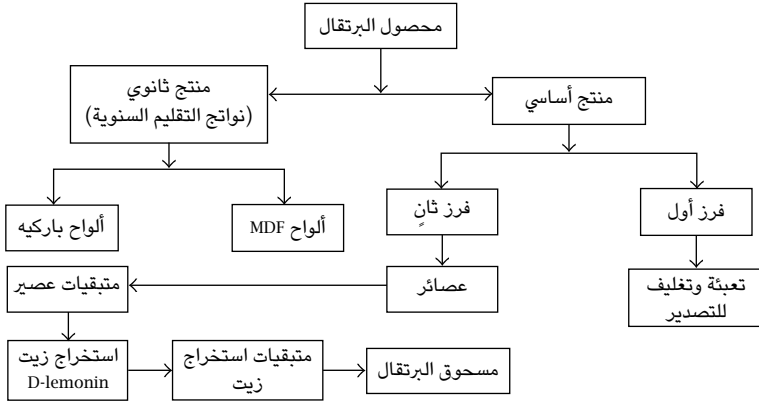 محصول البرتقال
منتج أساسي
منتج ثانوي
(نواتج التقليم السنوية)
فرز أول
فرز ثانٍ
ألواح MDF
ألواح باركيه
تعبئة وتغليف
للتصدير
عصائر
متبقيات عصير
استخراج زيت
D-lemonin
متبقيات استخراج
زيت
مسحوق البرتقال